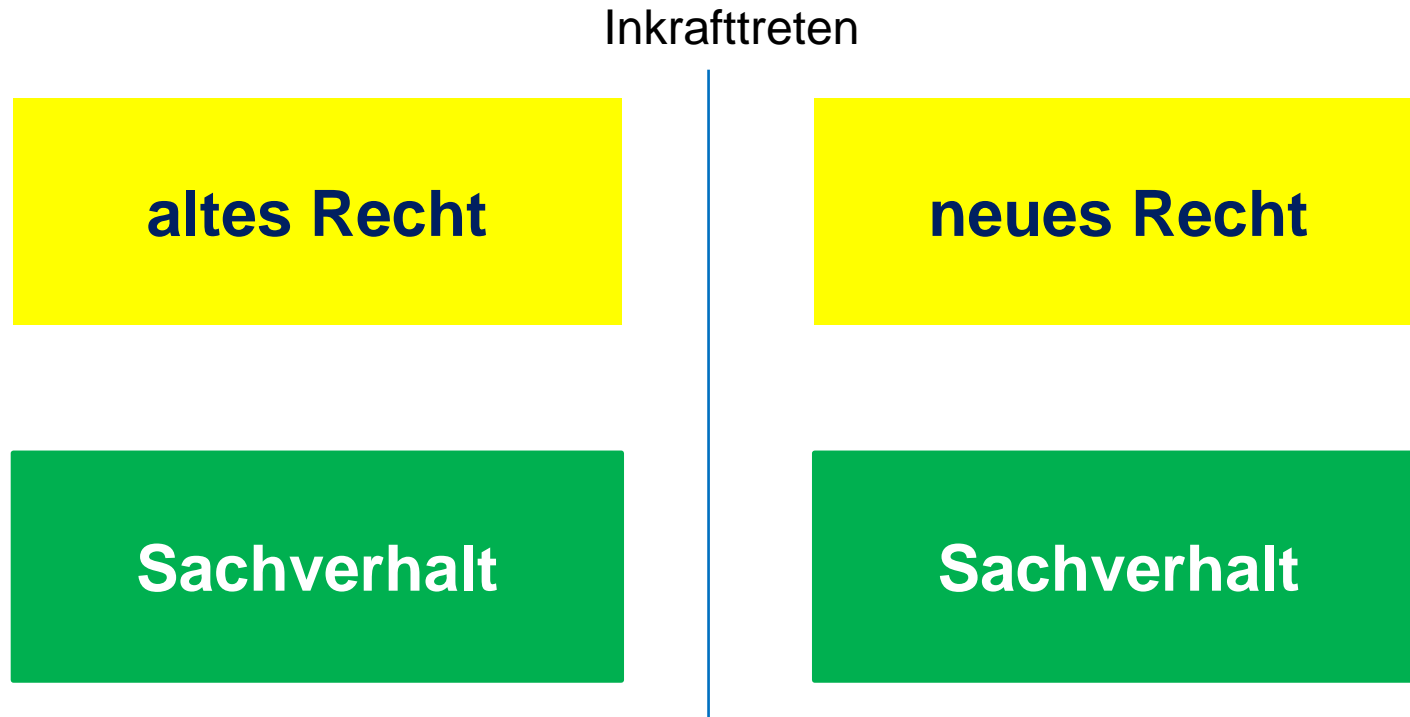 Inkrafttreten
altes Recht
neues Recht
Sachverhalt
Sachverhalt